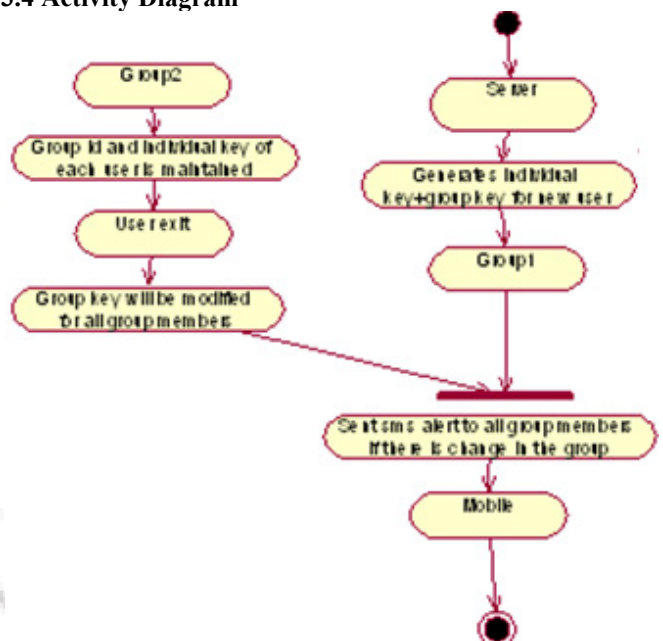 5.4 Activity Diagram
Group2
Group id and individual key of
each user is maintained
User exit
Group key will be modified
for all group members
Server
Generates individual
key+group key for new user
Group1
Sent sms alert to all group members
if there is change in the group
Mobile